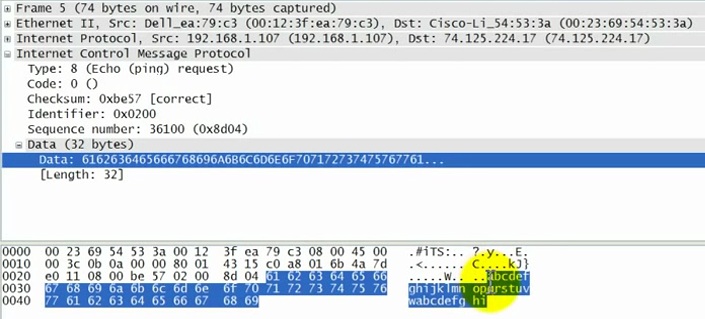 Frame 5 (74 bytes on wire, 74 bytes captured)
Ethernet II, Src: Dell_ea:79:c3 (00:12:3f:ea:79:c3), Dst: Cisco-Li_54:53:3a (00:23:69:54:53:3a)
Internet Protocol, Src: 192.168.1.107 (192.168.1.107), Dst: 74.125.224.17 (74.125.224.17)
Internet Control Message Protocol
Type: 8 (Echo (ping) request)
Code: 0 ()
Checksum: 0xbe57 [correct]
Identifier: 0x0200
Sequence number: 36100 (0x8d04)
Data (32 bytes)
Data: 6162636465666768696A6B6C6D6E6F707172737475767761...
[Length: 32]
0000 00 23 69 54 53 3a 00 12 3f ea 79 c3 08 00 45 00 .#iTS:.. ?.y...E.
0010 00 3c 0b 0a 00 00 80 01 43 15 c0 a8 01 6b 4a 7d .<...... C....kJ}
0020 e0 11 08 00 be 57 02 00 8d 04 61 62 63 64 65 66 .....W.. ..abcdef
0030 67 68 69 6a 6b 6c 6d 6e 6f 70 71 72 73 74 75 76 ghijklmn opqrstuv
0040 77 61 62 63 64 65 66 67 68 69 wabcdefg hi